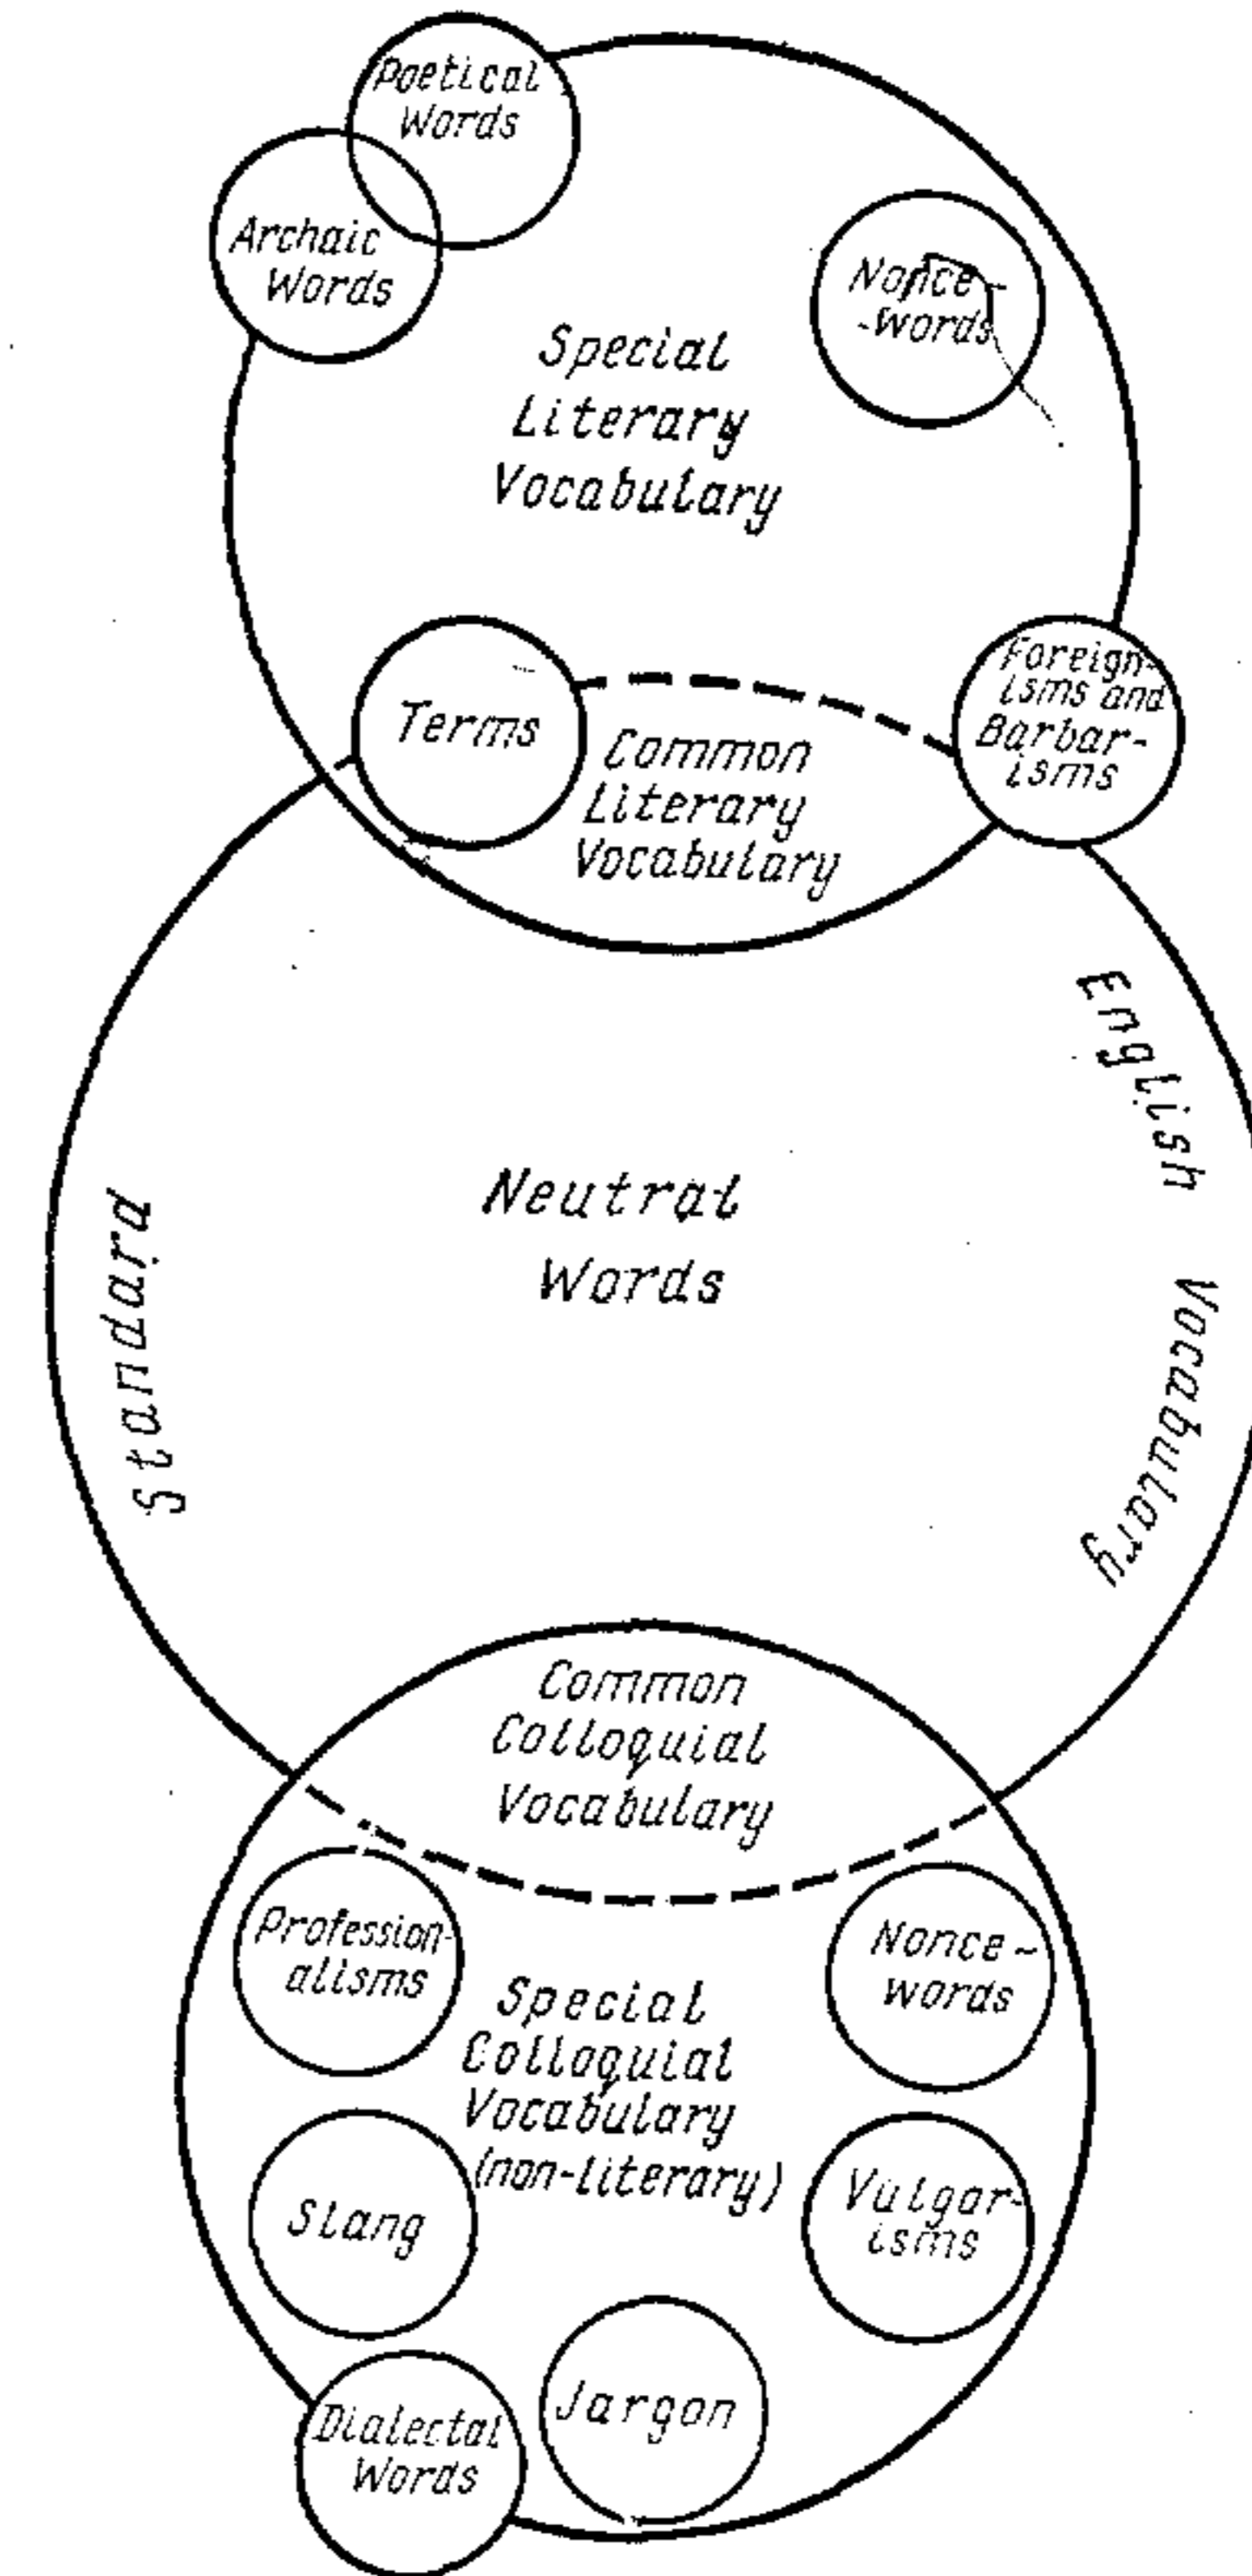 Poetical
Words
Archaic
Words
Nonce-
-words
Special
Literary
Vocabulary
Terms
Foreign-
isms and
Barbar-
isms
Common
Literary
Vocabulary
Standard
English
Vocabulary
Neutral
Words
Common
Colloquial
Vocabulary
Profession-
alisms
Nonce-
words
Special
Colloquial
Vocabulary
(non-literary)
Slang
Vulgar-
isms
Dialectal
Words
Jargon